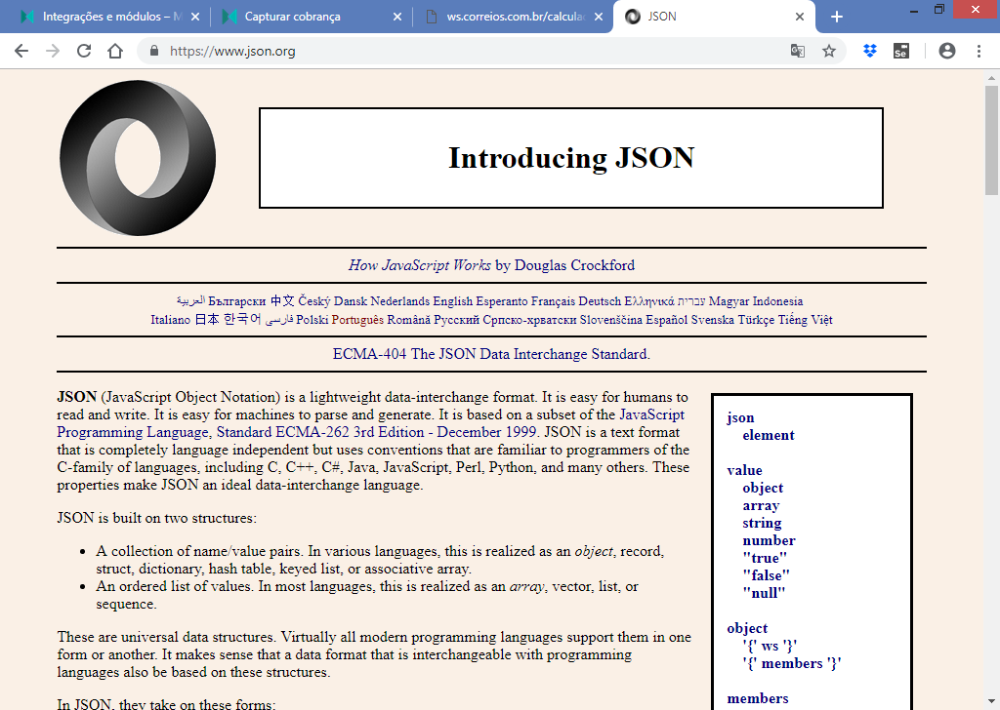 Integrações e módulos – M
Capturar cobrança
ws.correios.com.br/calcula
JSON
https://www.json.org
Se
Introducing JSON
How JavaScript Works by Douglas Crockford
العربية Български 中文 Český Dansk Nederlands English Esperanto Français Deutsch Ελληνικά עברית Magyar Indonesia
Italiano 日本 한국어 فارسی Polski Português Română Русский Српско-хрватски Slovenščina Español Svenska Türkçe Tiếng Việt
ECMA-404 The JSON Data Interchange Standard.
JSON (JavaScript Object Notation) is a lightweight data-interchange format. It is easy for humans to
read and write. It is easy for machines to parse and generate. It is based on a subset of the JavaScript
Programming Language, Standard ECMA-262 3rd Edition - December 1999. JSON is a text format
that is completely language independent but uses conventions that are familiar to programmers of the
C-family of languages, including C, C++, C#, Java, JavaScript, Perl, Python, and many others. These
properties make JSON an ideal data-interchange language.
JSON is built on two structures:
A collection of name/value pairs. In various languages, this is realized as an object, record,
struct, dictionary, hash table, keyed list, or associative array.
An ordered list of values. In most languages, this is realized as an array, vector, list, or
sequence.
These are universal data structures. Virtually all modern programming languages support them in one
form or another. It makes sense that a data format that is interchangeable with programming
languages also be based on these structures.
In JSON, they take on these forms:
json
element
value
object
array
string
number
"true"
"false"
"null"
object
'{' ws '}'
'{' members '}'
members